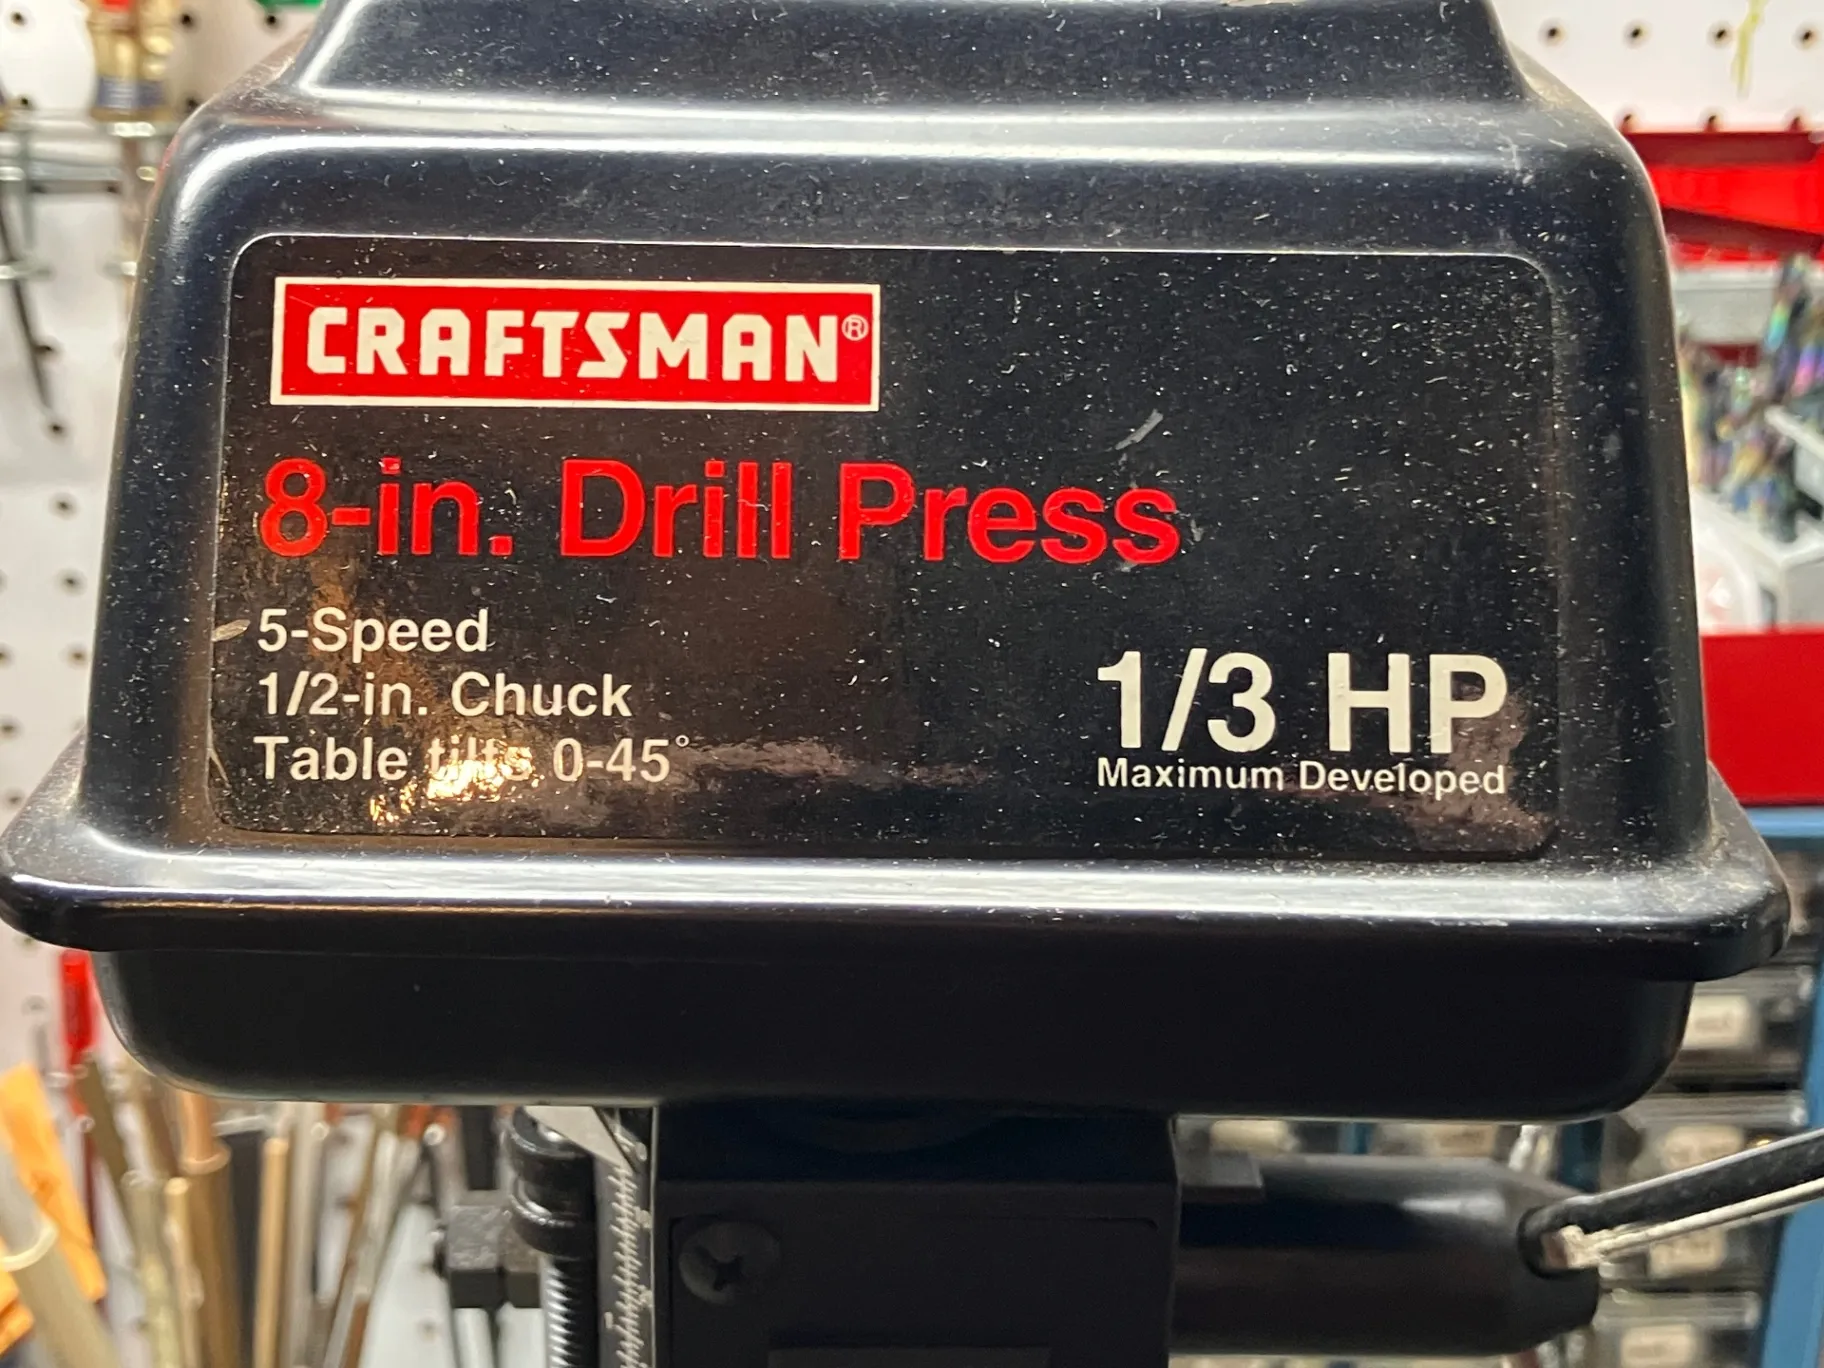 CRAFTSMAN®
8-in. Drill Press
5-Speed
1/2-in. Chuck
Table tilts 0-45°
1/3 HP
Maximum Developed